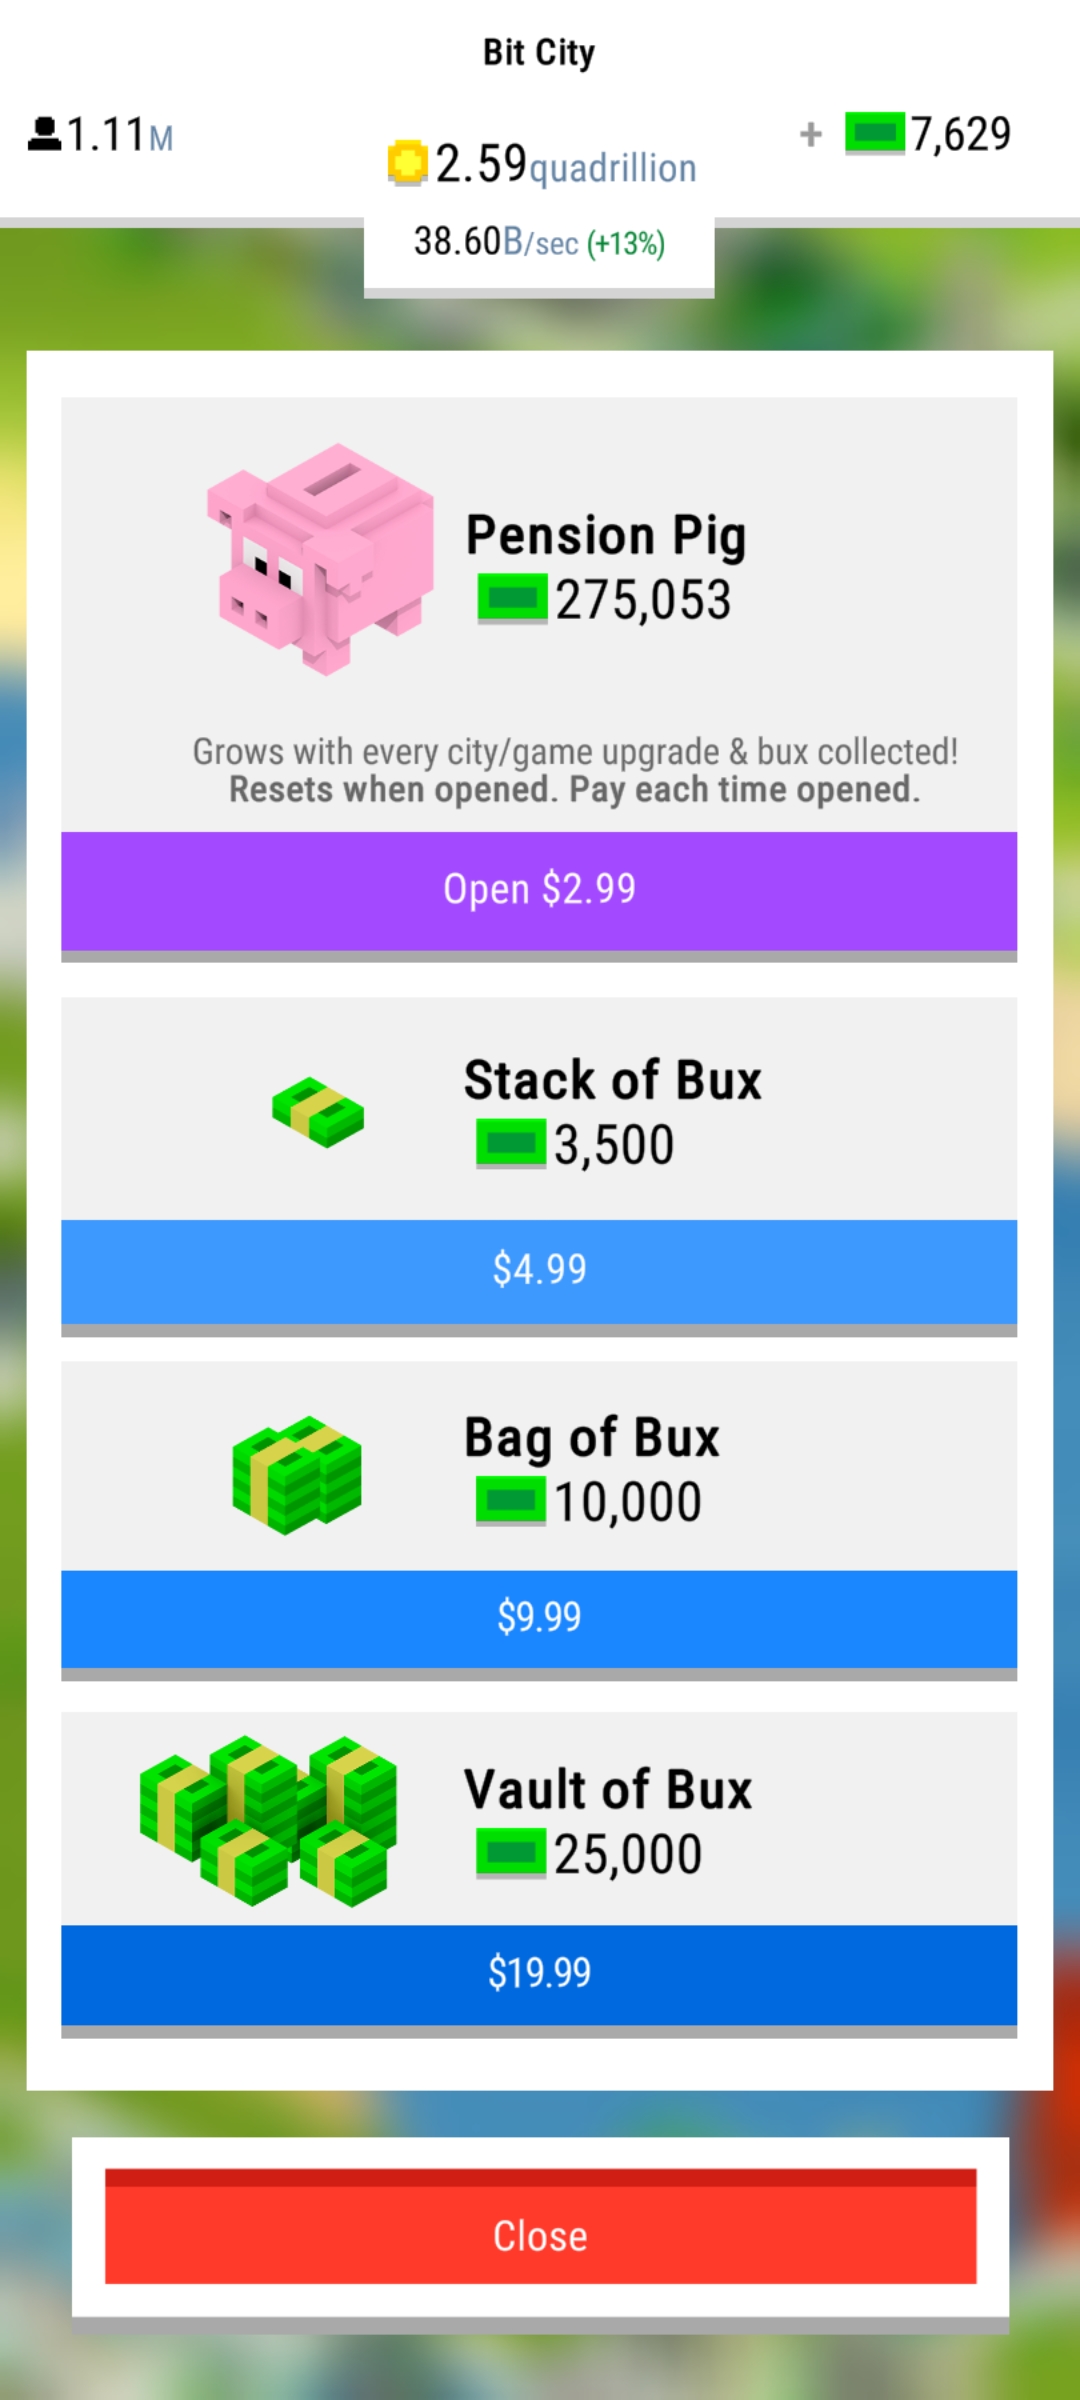 Bit City
1.11M
2.59quadrillion
+ 7,629
38.60B/sec (+13%)
Pension Pig
275,053
Grows with every city/game upgrade & bux collected!
Resets when opened. Pay each time opened.
Open $2.99
Stack of Bux
3,500
$4.99
Bag of Bux
10,000
$9.99
Vault of Bux
25,000
$19.99
Close